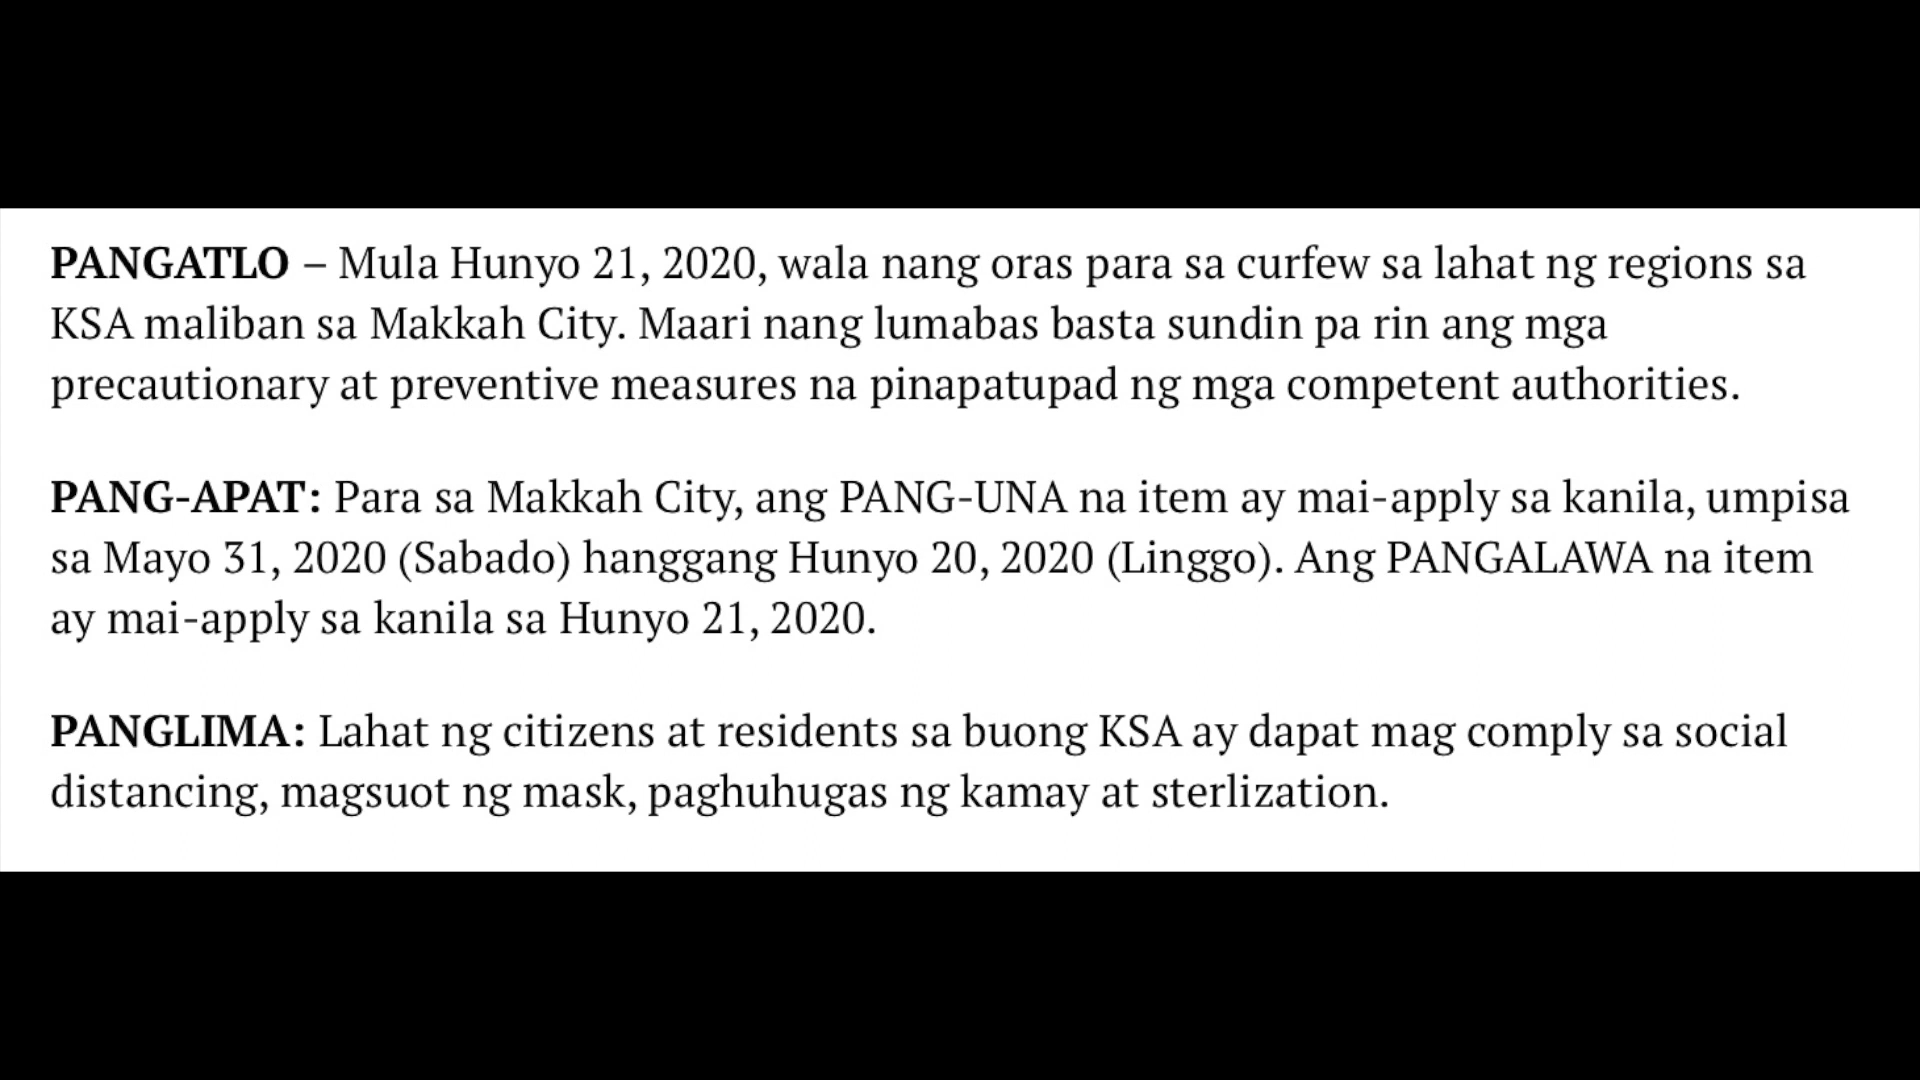 PANGATLO – Mula Hunyo 21, 2020, wala nang oras para sa curfew sa lahat ng regions sa
KSA maliban sa Makkah City. Maari nang lumabas basta sundin pa rin ang mga
precautionary at preventive measures na pinapatupad ng mga competent authorities.
PANG-APAT: Para sa Makkah City, ang PANG-UNA na item ay mai-apply sa kanila, umpisa
sa Mayo 31, 2020 (Sabado) hanggang Hunyo 20, 2020 (Linggo). Ang PANGALAWA na item
ay mai-apply sa kanila sa Hunyo 21, 2020.
PANGLIMA: Lahat ng citizens at residents sa buong KSA ay dapat mag comply sa social
distancing, magsuot ng mask, paghuhugas ng kamay at sterlization.